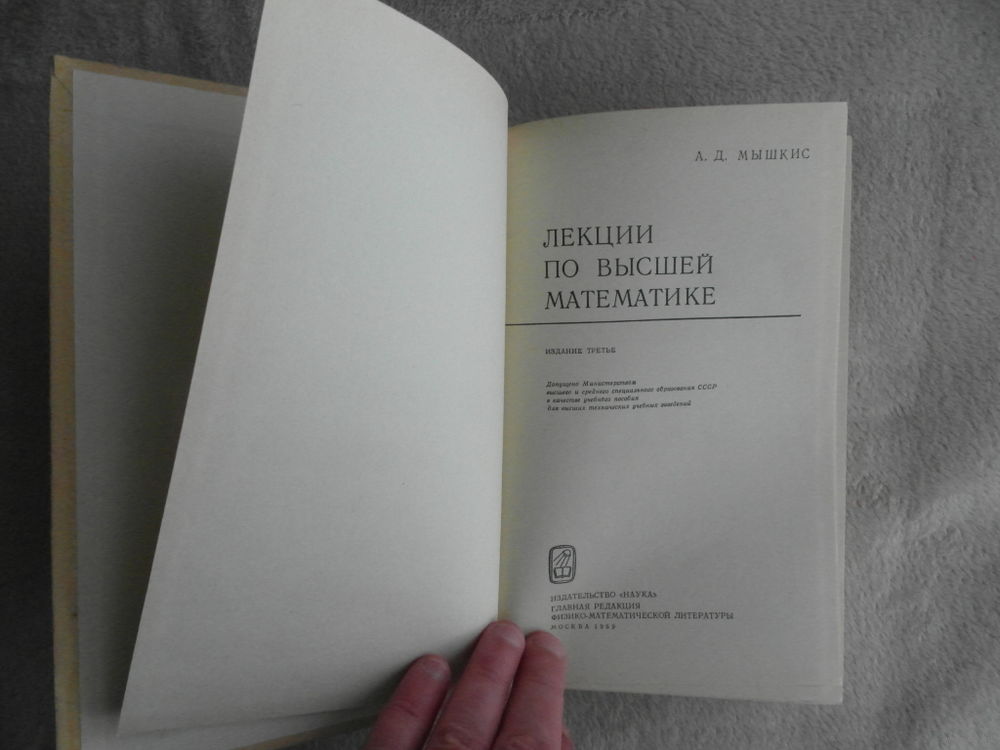 А. Д. МЫШКИС
ЛЕКЦИИ
ПО ВЫСШЕЙ
МАТЕМАТИКЕ
ИЗДАНИЕ ТРЕТЬЕ
Допущено Министерством
высшего и среднего специального образования СССР
в качестве учебного пособия
для высших технических учебных заведений
ИЗДАТЕЛЬСТВО «НАУКА»
ГЛАВНАЯ РЕДАКЦИЯ
ФИЗИКО-МАТЕМАТИЧЕСКОЙ ЛИТЕРАТУРЫ
МОСКВА 1969